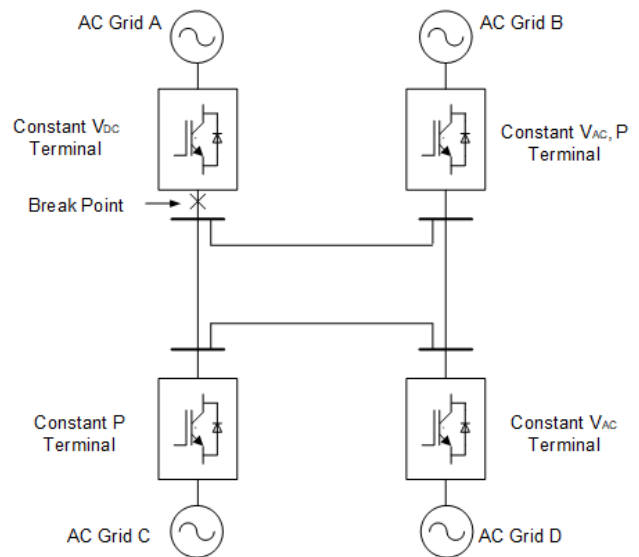 AC Grid A
AC Grid B
Constant VDC
Terminal
Constant VAC, P
Terminal
Break Point
Constant P
Terminal
Constant VAC
Terminal
AC Grid C
AC Grid D